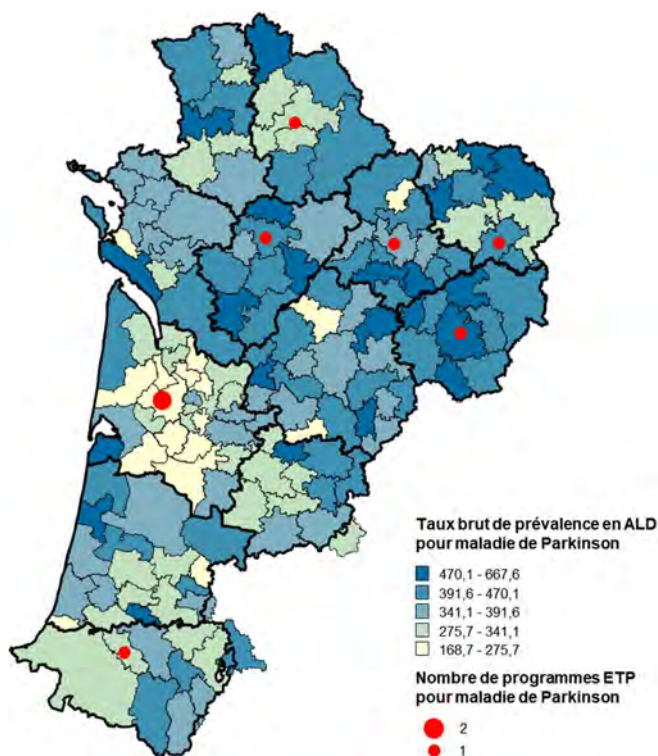 Taux brut de prévalence en ALD
pour maladie de Parkinson
470,1 - 667,6
391,6 - 470,1
341,1 - 391,6
275,7 - 341,1
168,7 - 275,7
Nombre de programmes ETP
pour maladie de Parkinson
2
1